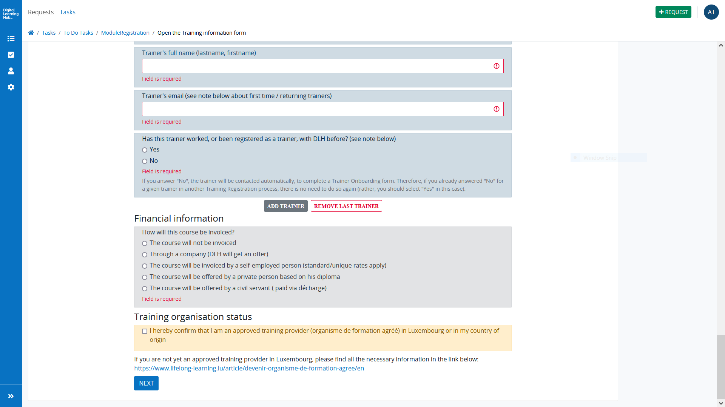 Digital
Learning
Hub_
Requests Tasks
+ REQUEST
/ Tasks / To Do Tasks / ModuleRegistration / Open the Training information form
Trainer's full name (lastname, firstname)
Field is required
Trainer's email (see note below about first time / returning trainers)
Field is required
Has this trainer worked, or been registered as a trainer, with DLH before? (see note below)
Yes
No
Field is required
If you answer "No", the trainer will be contacted automatically, to complete a Trainer Onboarding Form. Therefore, if you already answered "No" for
a given trainer in another Training Registration process, there is no need to do so again (rather, you should select "Yes" in this case).
ADD TRAINER REMOVE LAST TRAINER
Financial information
How will this course be invoiced?
The course will not be invoiced
Through a company (DLH will get an offer)
The course will be invoiced by a self-employed person (standard/unique rates apply)
The course will be offered by a private person based on his diploma
The course will be offered by a civil servant ( paid via décharge)
Field is required
Training organisation status
I hereby confirm that I am an approved training provider (organisme de formation agréé) in Luxembourg or in my country of
origin
If you are not yet an approved training provider in Luxembourg, please find all the necessary information in the link below:
https://www.lifelong-learning.lu/article/devenir-organisme-de-formation-agree/en
NEXT